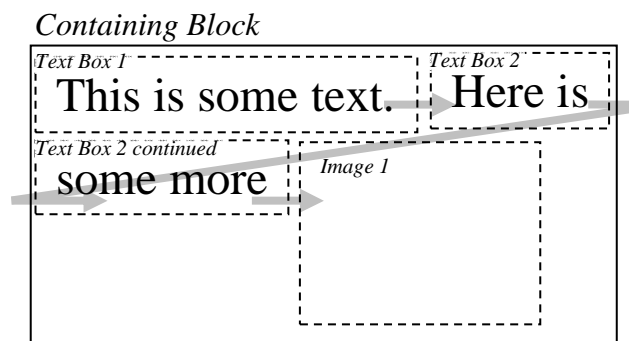 Containing Block
Text Box 1
This is some text.
Text Box 2
Here is
Text Box 2 continued
some more
Image 1